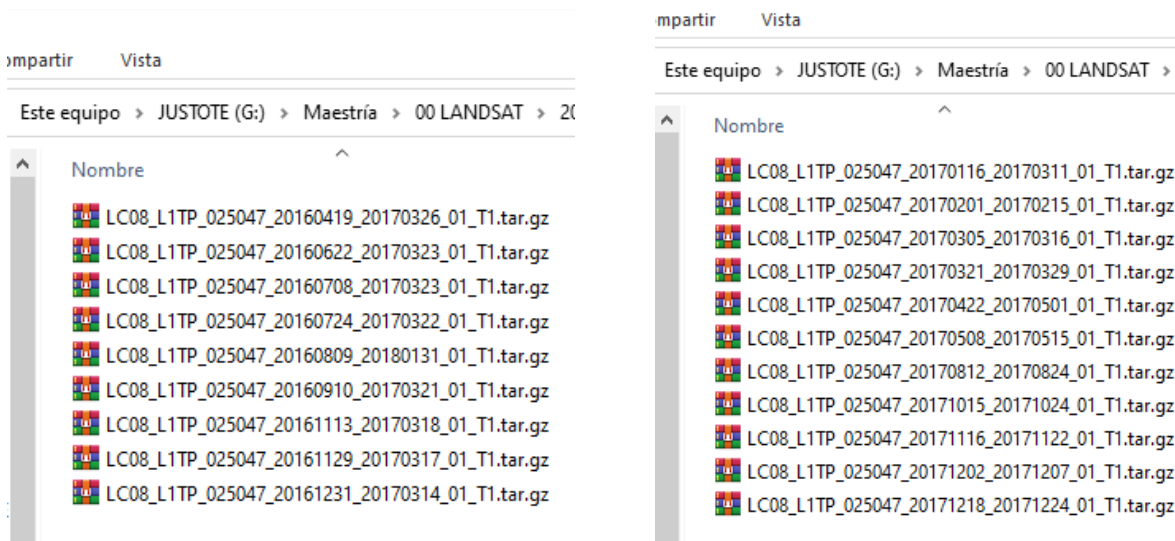 ompartir Vista
Este equipo > JUSTOTE (G:) > Maestría > 00 LANDSAT > 20
Nombre
LC08_L1TP_025047_20160419_20170326_01_T1.tar.gz
LC08_L1TP_025047_20160622_20170323_01_T1.tar.gz
LC08_L1TP_025047_20160708_20170323_01_T1.tar.gz
LC08_L1TP_025047_20160724_20170322_01_T1.tar.gz
LC08_L1TP_025047_20160809_20180131_01_T1.tar.gz
LC08_L1TP_025047_20160910_20170321_01_T1.tar.gz
LC08_L1TP_025047_20161113_20170318_01_T1.tar.gz
LC08_L1TP_025047_20161129_20170317_01_T1.tar.gz
LC08_L1TP_025047_20161231_20170314_01_T1.tar.gz
mpartir Vista
Este equipo > JUSTOTE (G:) > Maestría > 00 LANDSAT >
Nombre
LC08_L1TP_025047_20170116_20170311_01_T1.tar.gz
LC08_L1TP_025047_20170201_20170215_01_T1.tar.gz
LC08_L1TP_025047_20170305_20170316_01_T1.tar.gz
LC08_L1TP_025047_20170321_20170329_01_T1.tar.gz
LC08_L1TP_025047_20170422_20170501_01_T1.tar.gz
LC08_L1TP_025047_20170508_20170515_01_T1.tar.gz
LC08_L1TP_025047_20170812_20170824_01_T1.tar.gz
LC08_L1TP_025047_20171015_20171024_01_T1.tar.gz
LC08_L1TP_025047_20171116_20171122_01_T1.tar.gz
LC08_L1TP_025047_20171202_20171207_01_T1.tar.gz
LC08_L1TP_025047_20171218_20171224_01_T1.tar.gz